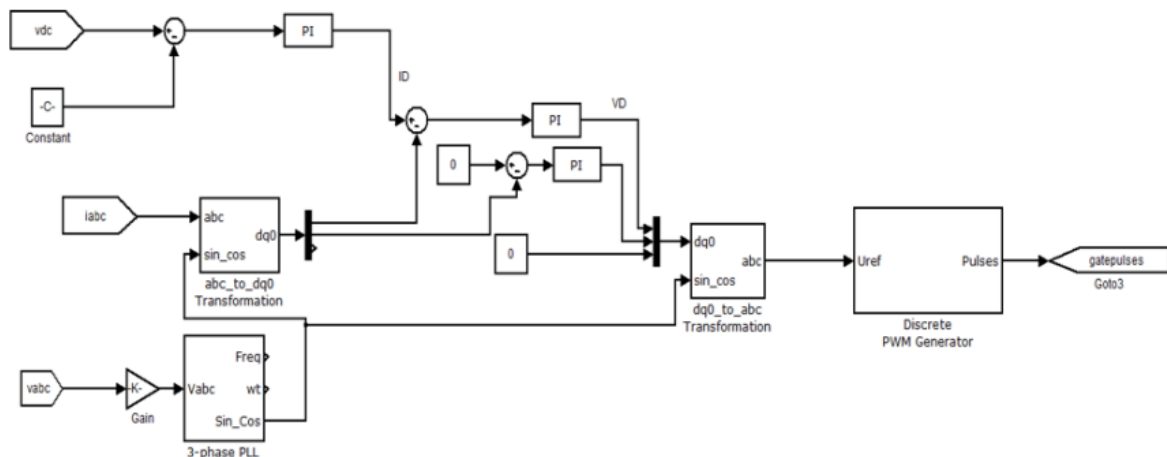 vdc
+
-
PI
ID
-C-
Constant
+
-
PI
VD
0
+
-
PI
iabc
abc
dq0
sin_cos
abc_to_dq0
Transformation
0
dq0
abc
sin_cos
dq0_to_abc
Transformation
Uref
Pulses
Discrete
PWM Generator
gatepulses
Goto3
vabc
-K-
Gain
Freq
Vabc
wt
Sin_Cos
3-phase PLL